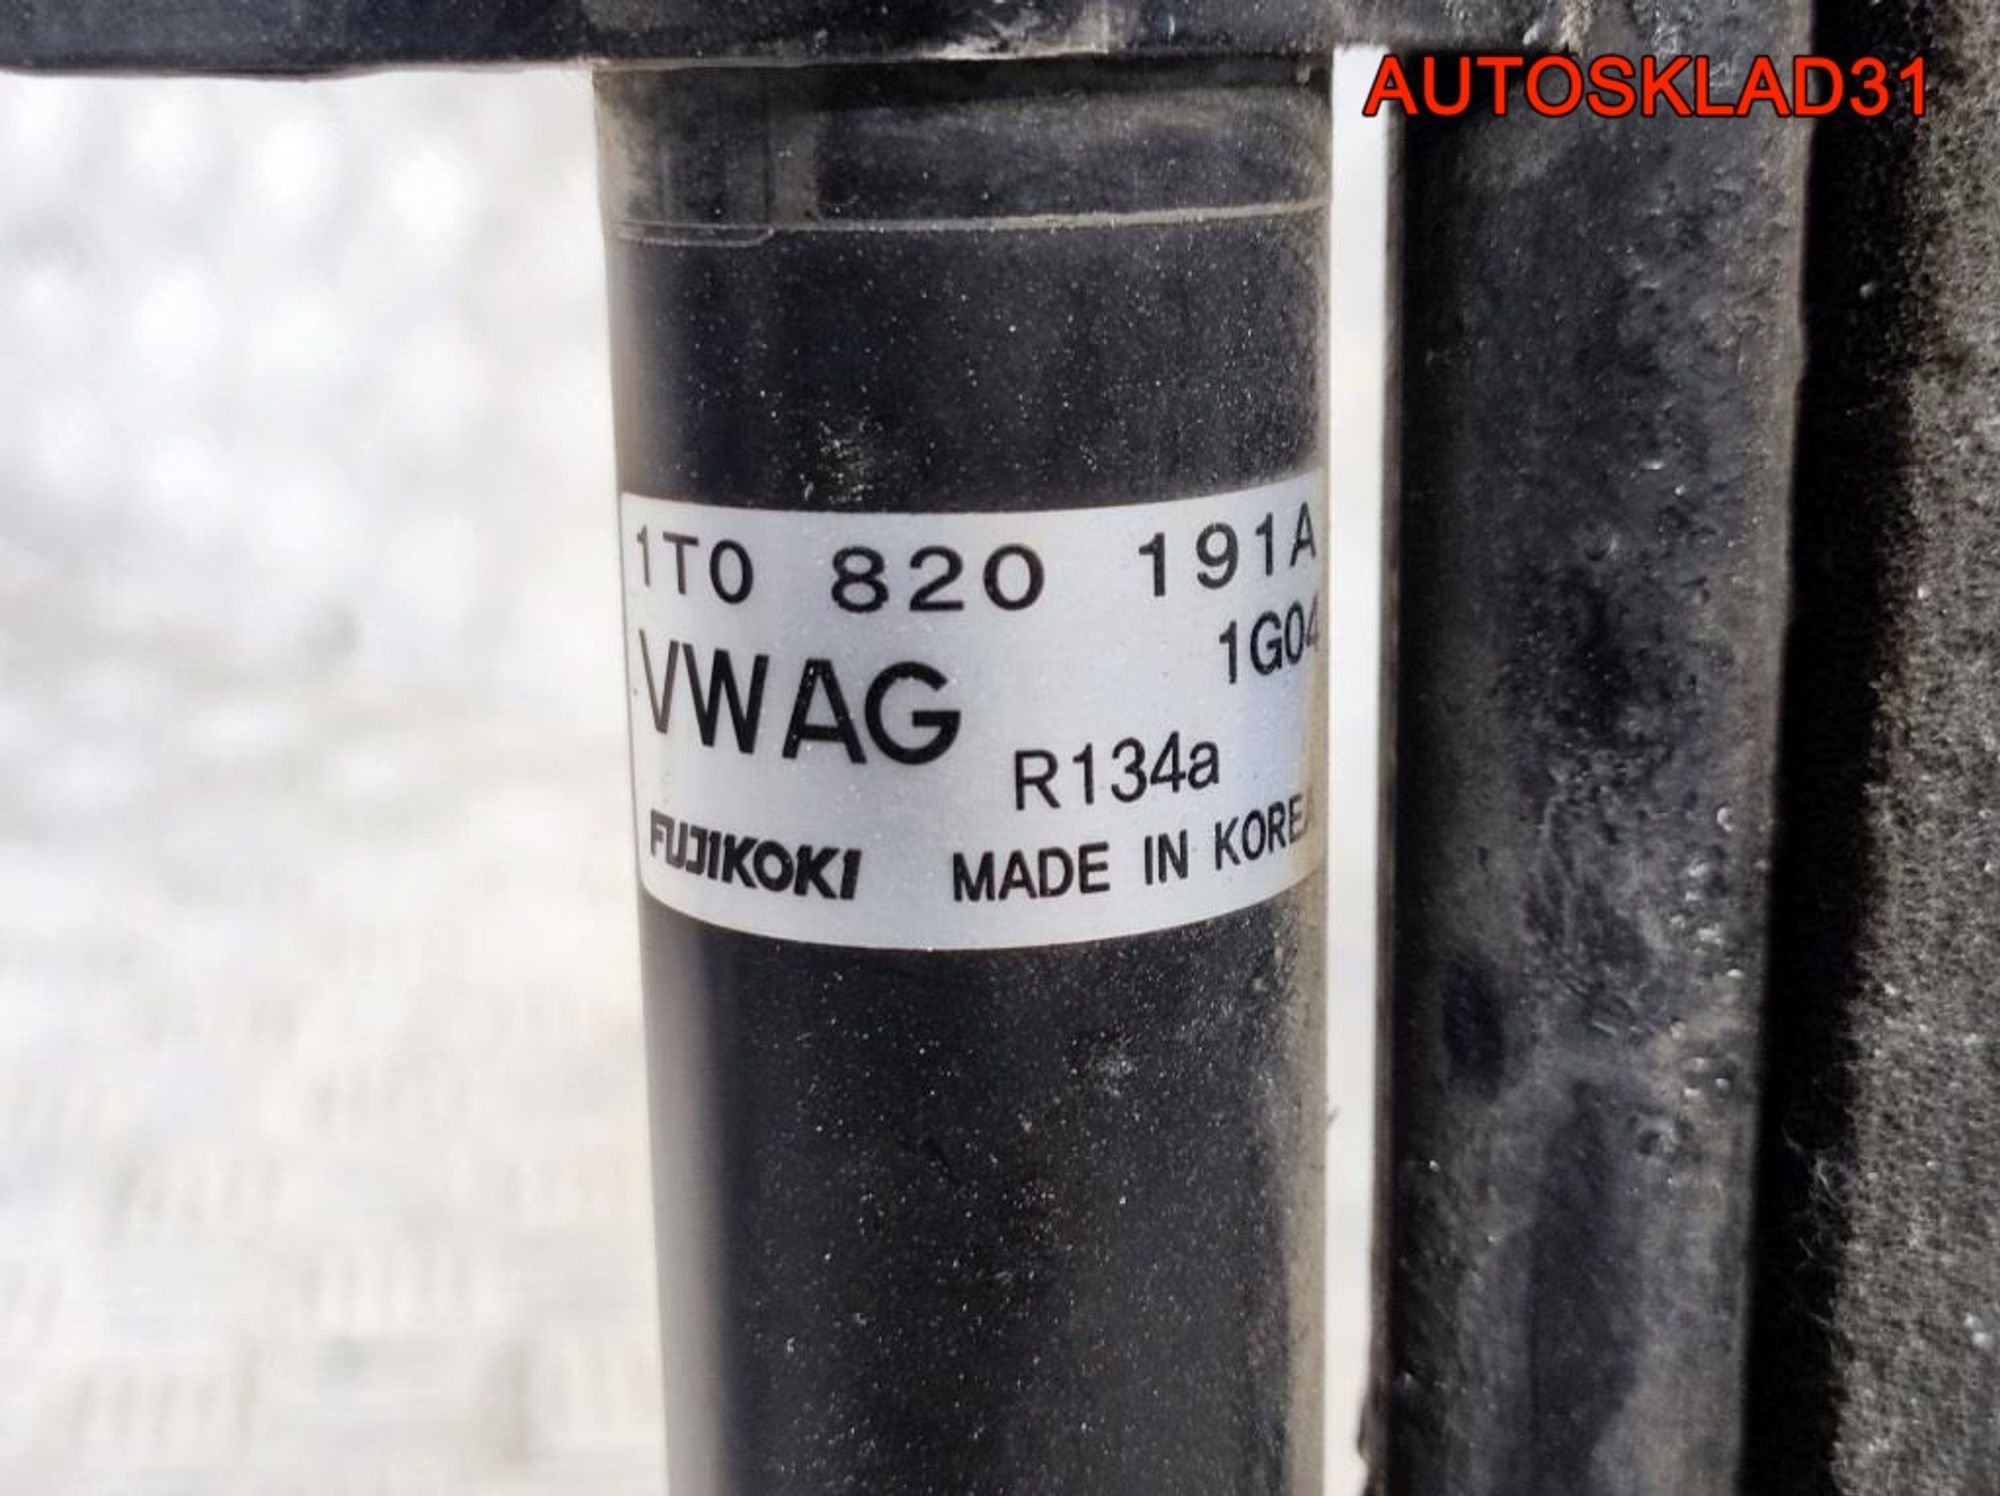 AUTOSKLAD31
1T0 820 191A
1G04
VWAG
R134a
FUJIKOKI MADE IN KOREA